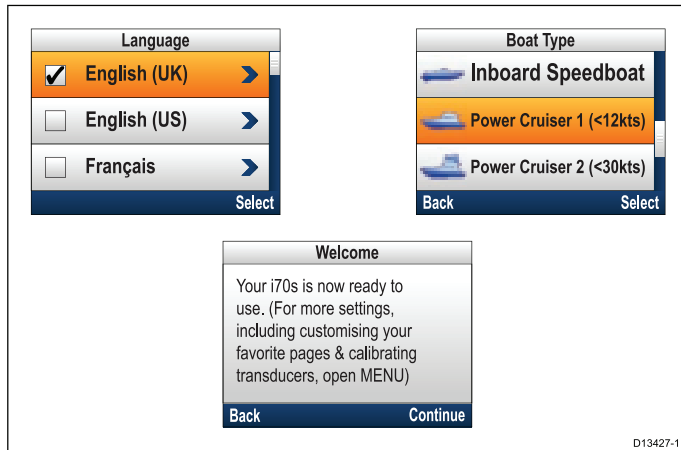 Language
English (UK)
English (US)
Français
Select
Boat Type
Inboard Speedboat
Power Cruiser 1 (<12kts)
Power Cruiser 2 (<30kts)
Back Select
Welcome
Your i70s is now ready to
use. (For more settings,
including customising your
favorite pages & calibrating
transducers, open MENU)
Back Continue
D13427-1